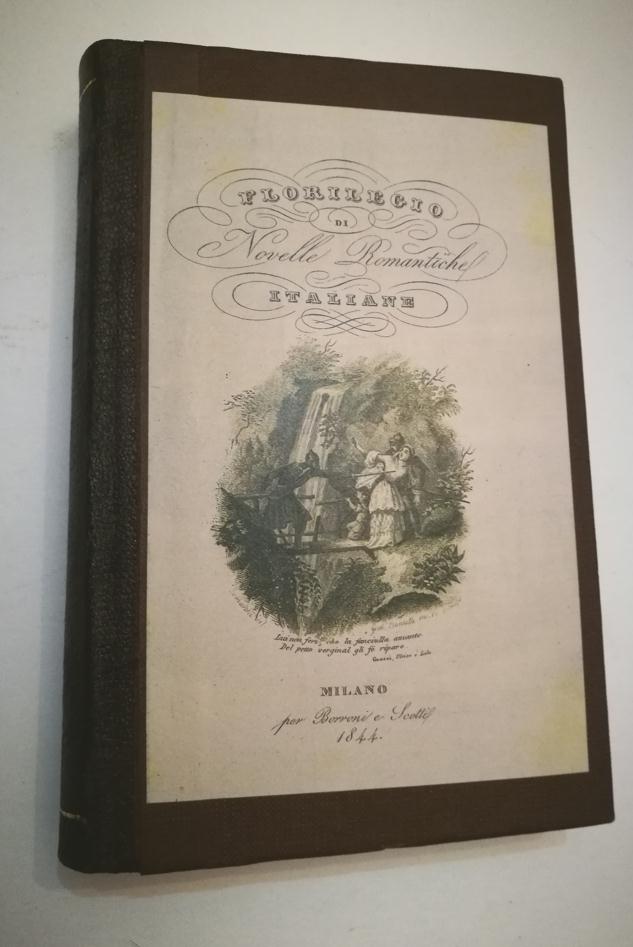 FLORILEGIO
DI
Novelle Romantiche
ITALIANE
Lui non ferì, che la fanciulla amante
Del petto verginal gli fè riparo.
Milano
per Borroni e Scotti
1844.